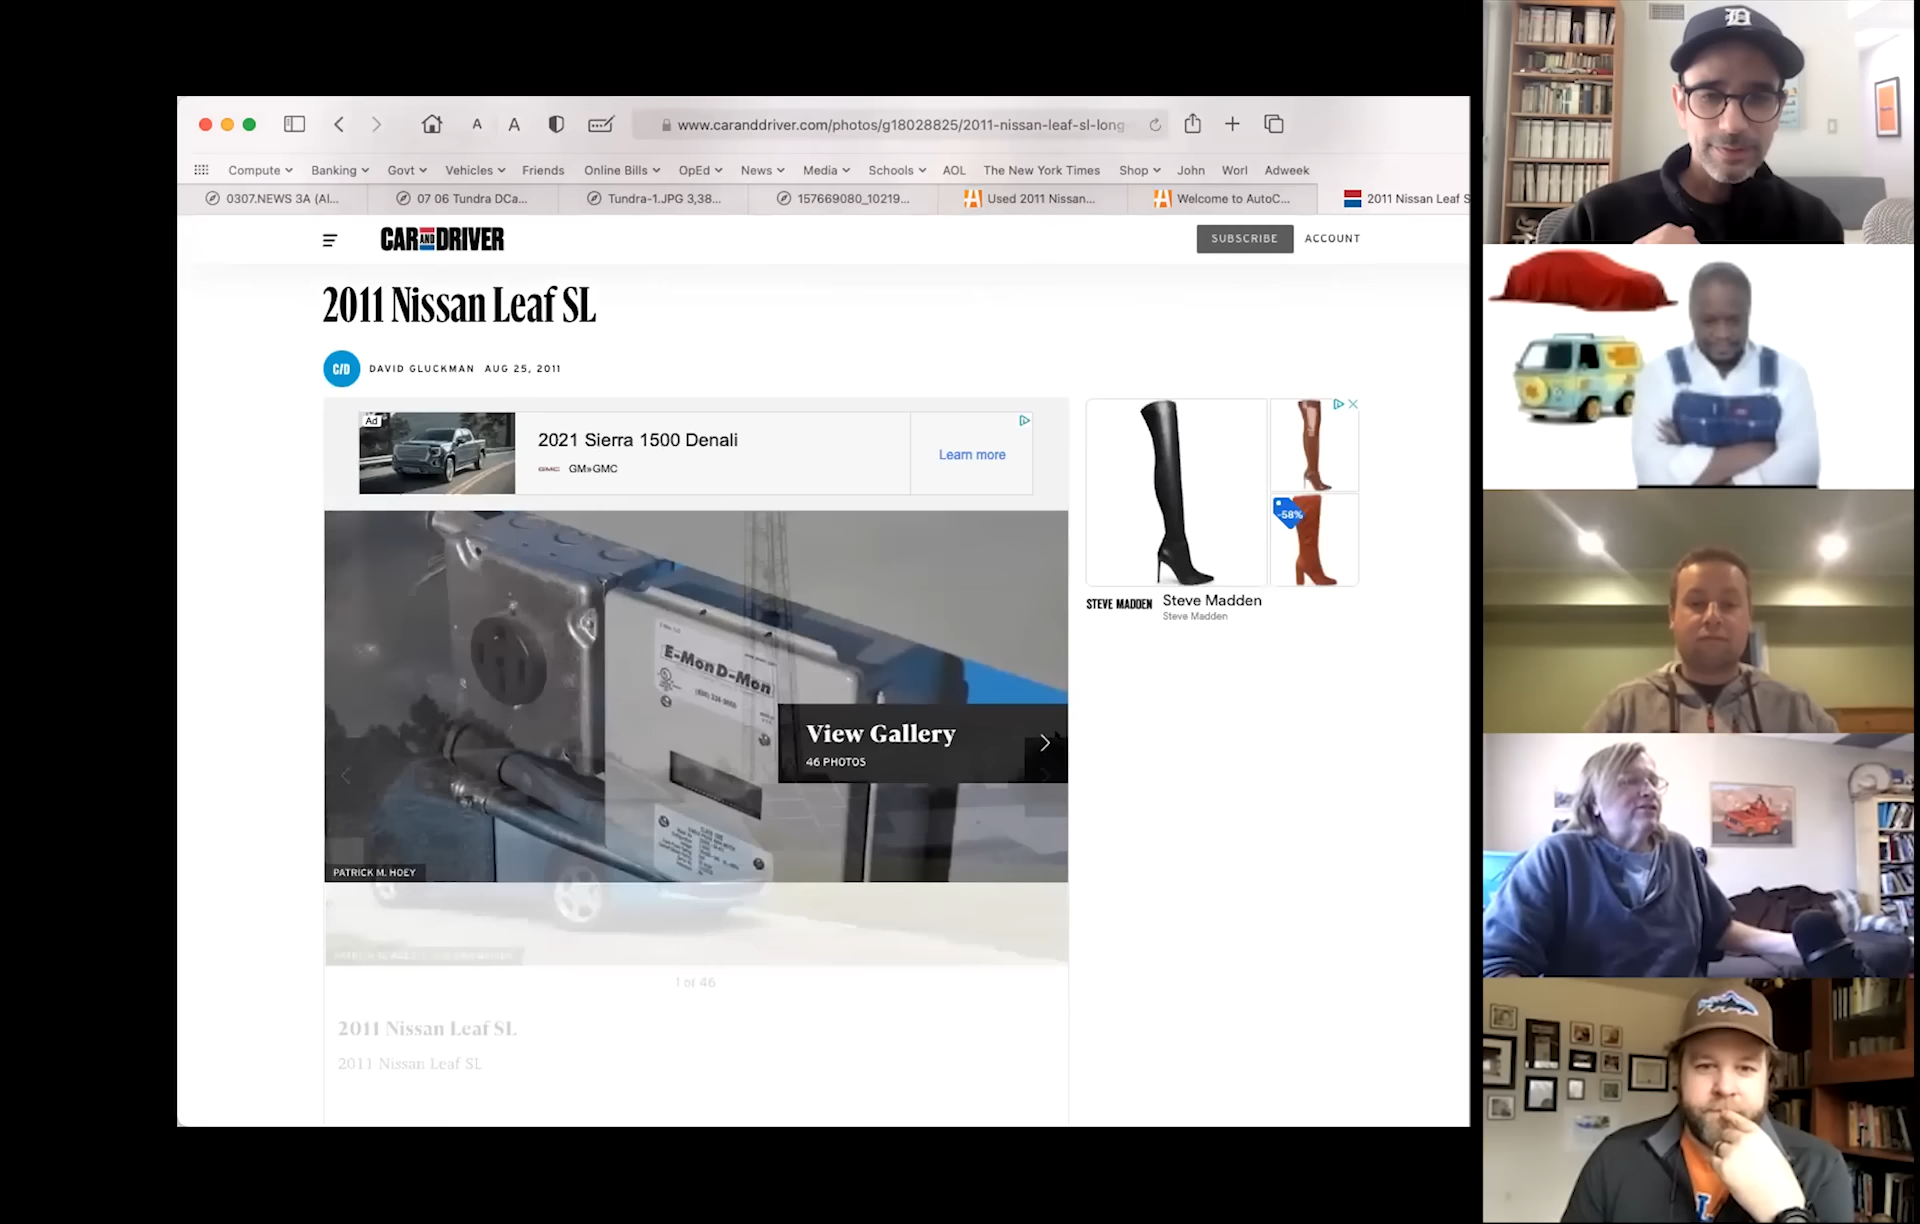 www.caranddriver.com/photos/g18028825/2011-nissan-leaf-sl-long-
Compute Banking Govt Vehicles Friends Online Bills OpEd News Media Schools AOL The New York Times Shop John Worl Adweek
0307.NEWS 3A (Al... 07 06 Tundra DCa... Tundra-1.JPG 3,38... 157669080_10219... Used 2011 Nissan... Welcome to AutoC... 2011 Nissan Leaf S
CAR AND DRIVER
SUBSCRIBE ACCOUNT
2011 Nissan Leaf SL
C/D DAVID GLUCKMAN AUG 25, 2011
Ad
2021 Sierra 1500 Denali
GMC GM»GMC
Learn more
-58%
STEVE MADDEN Steve Madden
Steve Madden
E-Mon D-Mon
View Gallery
46 PHOTOS
PATRICK M. HOEY
1 of 46
2011 Nissan Leaf SL
2011 Nissan Leaf SL